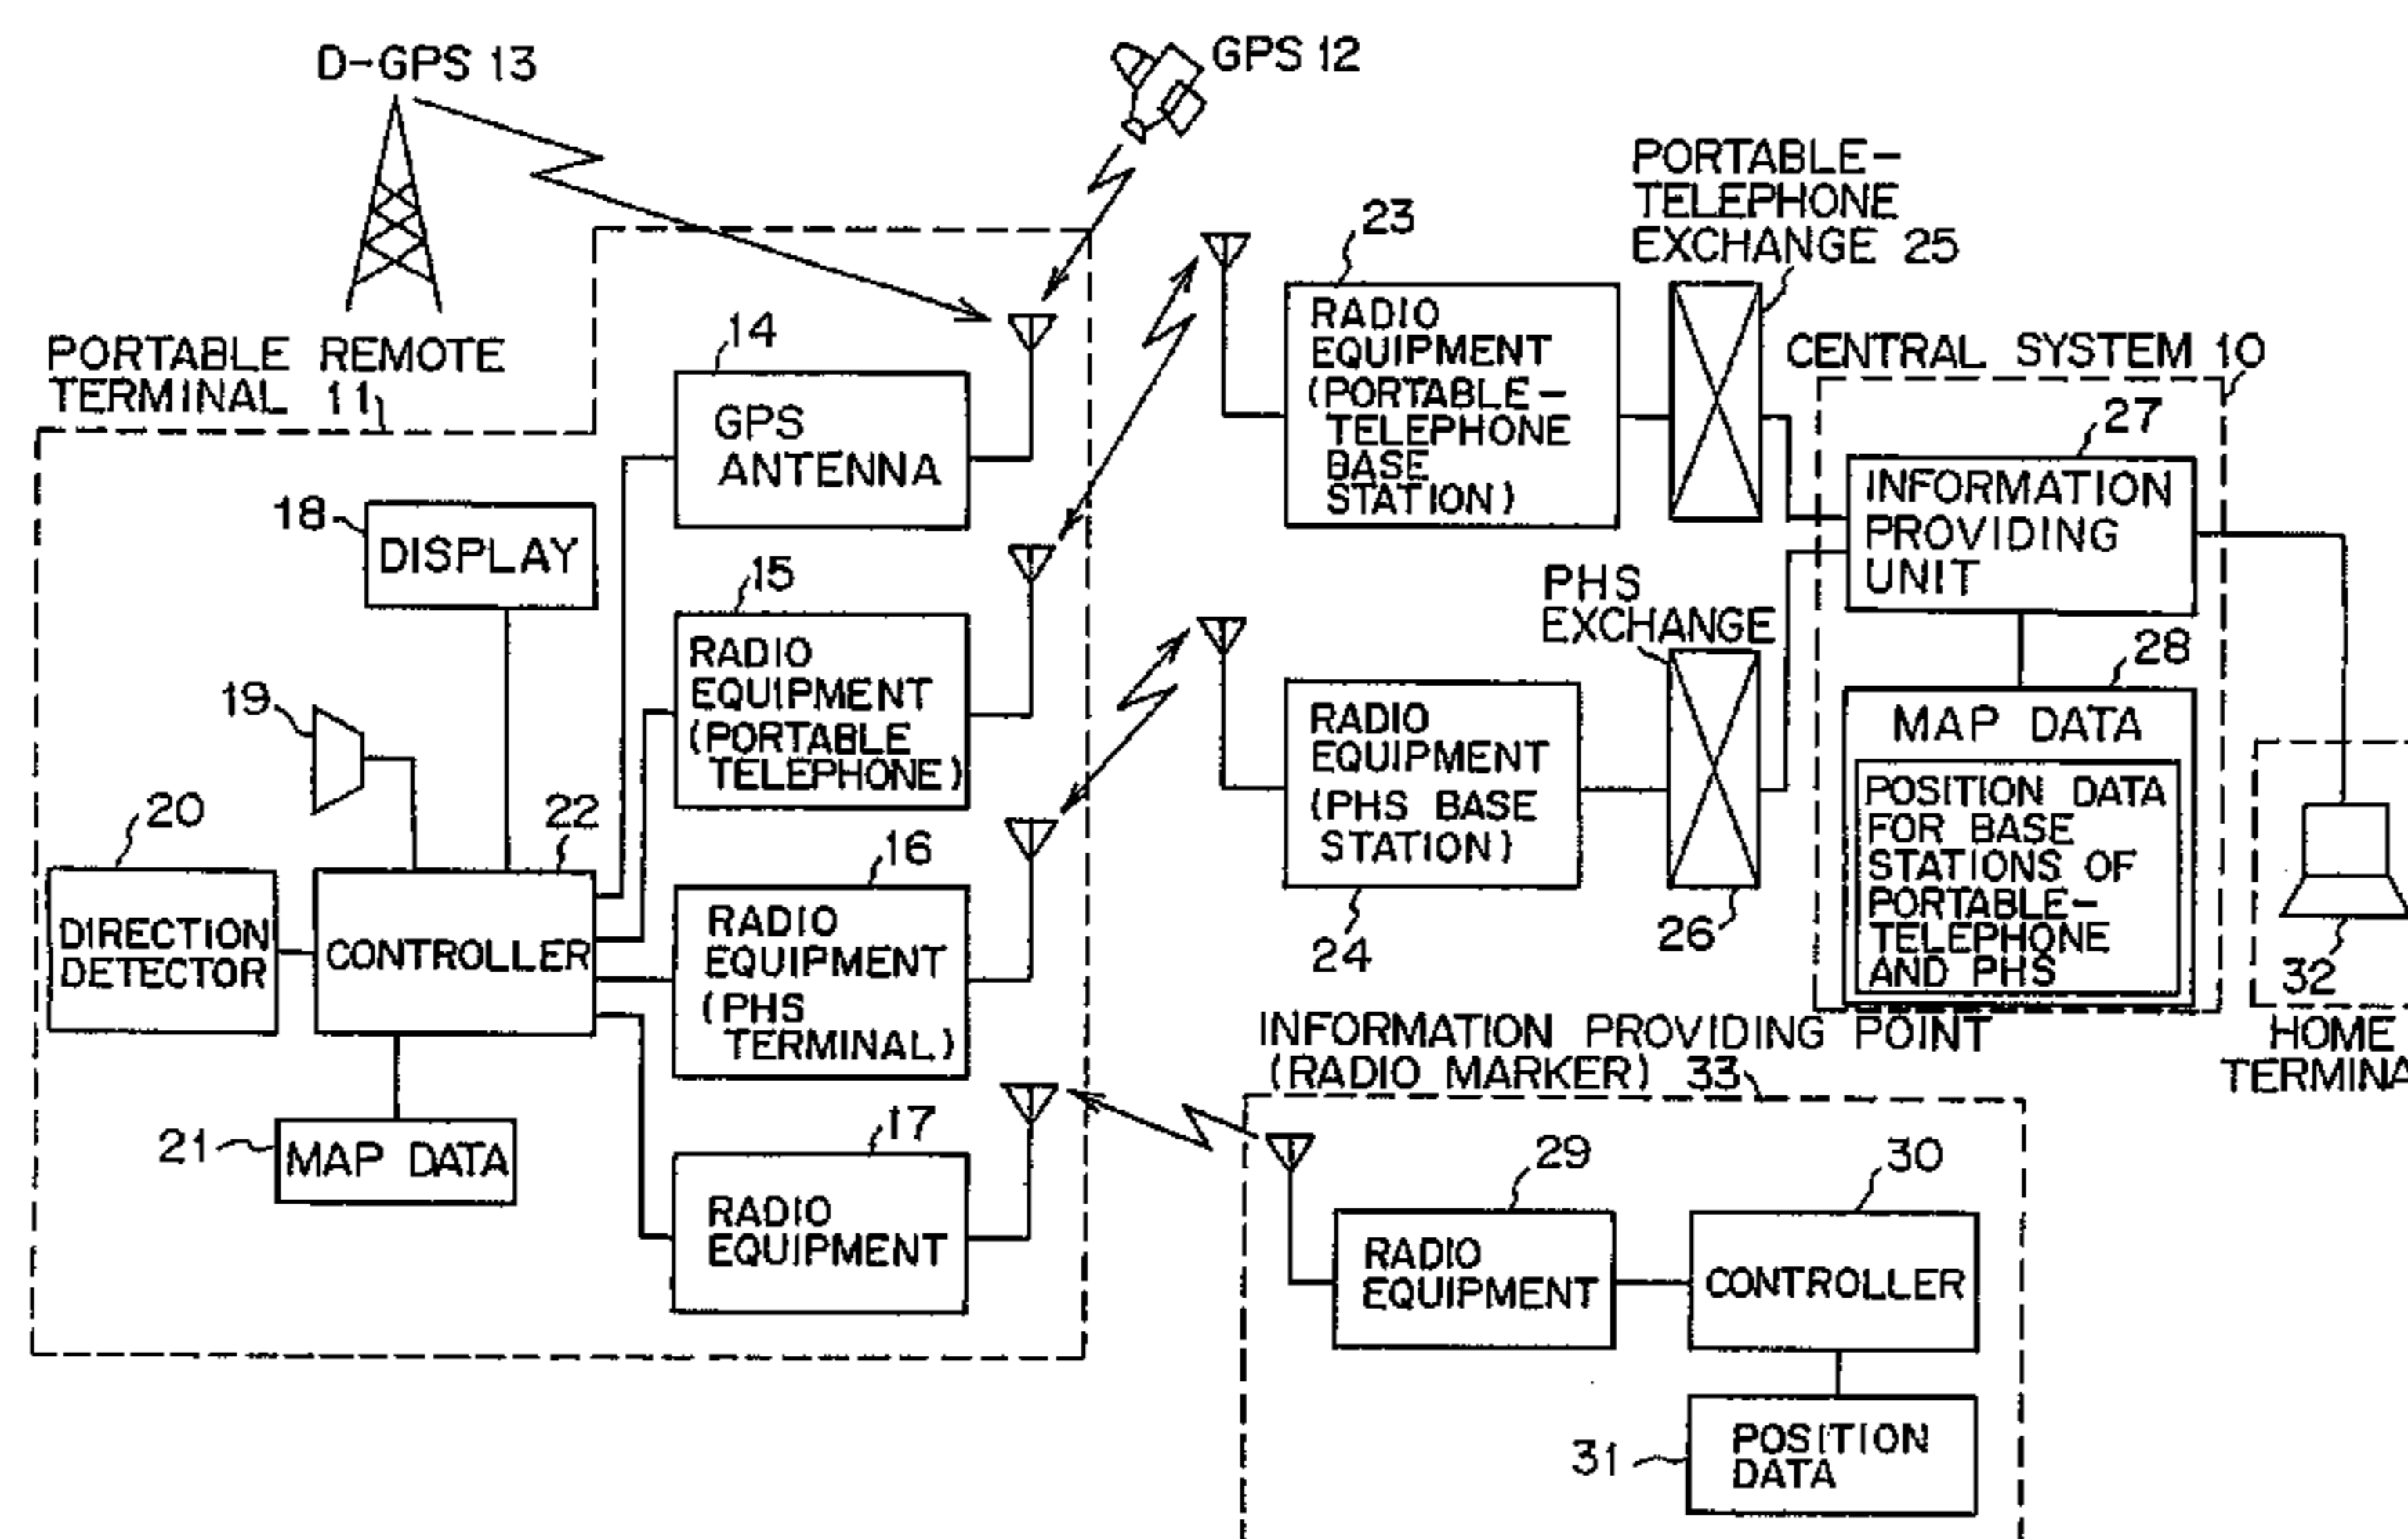 D-GPS 13
GPS 12
PORTABLE-
TELEPHONE
EXCHANGE 25
PORTABLE REMOTE
TERMINAL 11
14
GPS
ANTENNA
18
DISPLAY
15
RADIO
EQUIPMENT
(PORTABLE
TELEPHONE)
19
20
DIRECTION
DETECTOR
22
CONTROLLER
16
RADIO
EQUIPMENT
(PHS
TERMINAL)
21
MAP DATA
17
RADIO
EQUIPMENT
23
RADIO
EQUIPMENT
(PORTABLE-
TELEPHONE
BASE
STATION)
CENTRAL SYSTEM 10
27
INFORMATION
PROVIDING
UNIT
PHS
EXCHANGE
RADIO
EQUIPMENT
(PHS BASE
STATION)
24
26
28
MAP DATA
POSITION DATA
FOR BASE
STATIONS OF
PORTABLE-
TELEPHONE
AND PHS
32
HOME
TERMINA
INFORMATION PROVIDING POINT
(RADIO MARKER) 33
29
RADIO
EQUIPMENT
30
CONTROLLER
31
POSITION
DATA